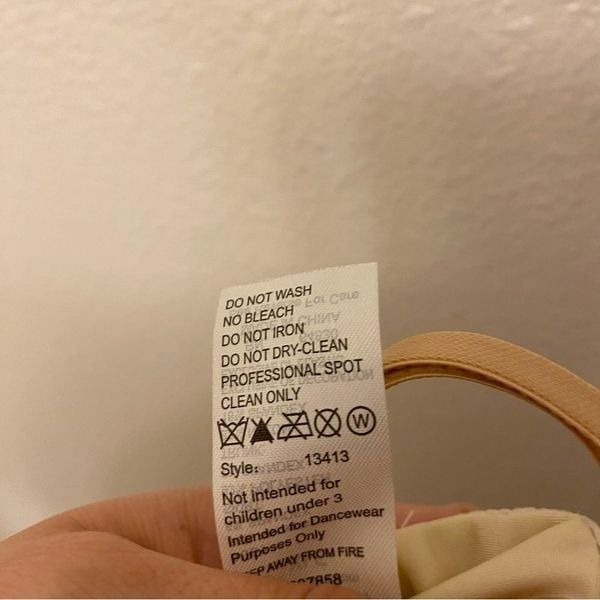 DO NOT WASH
NO BLEACH
DO NOT IRON
DO NOT DRY-CLEAN
PROFESSIONAL SPOT
CLEAN ONLY
W
Style: 13413
Not intended for
children under 3
Intended for Dancewear
Purposes Only
AWAY FROM FIRE